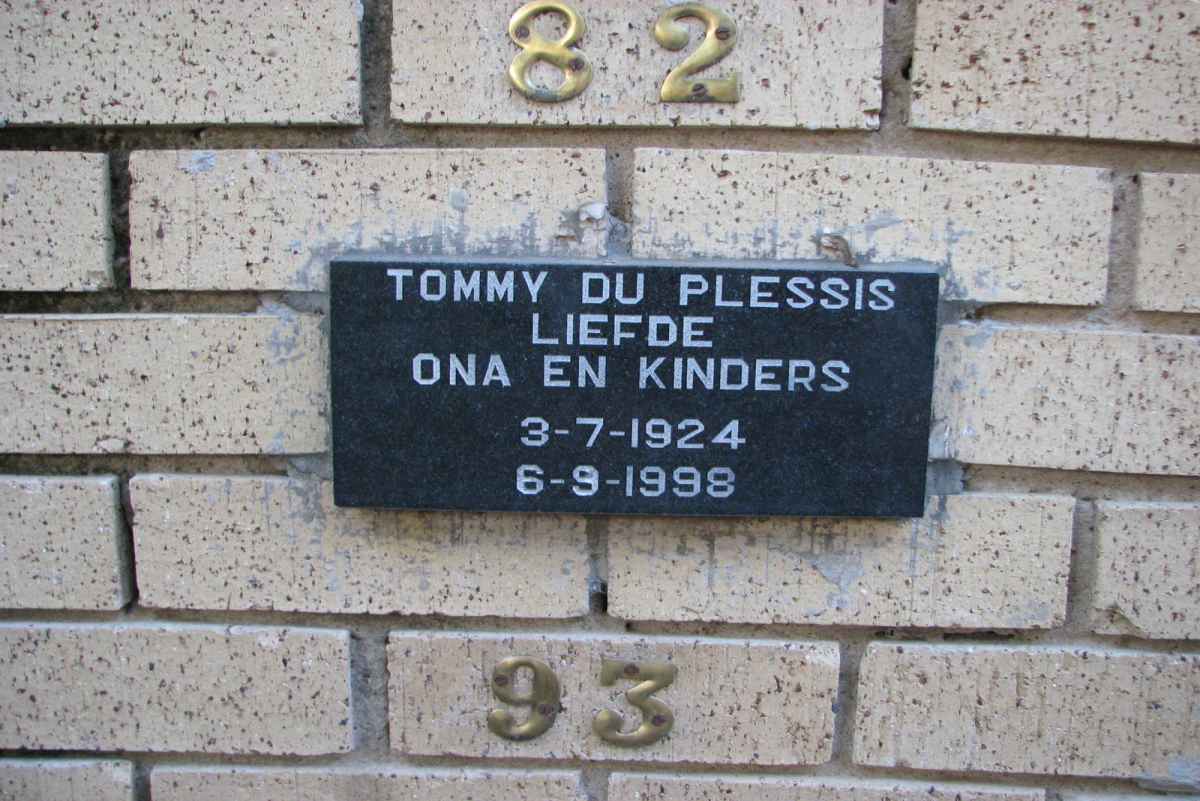 82
TOMMY DU PLESSIS
LIEFDE
ONA EN KINDERS
3-7-1924
6-9-1998
93